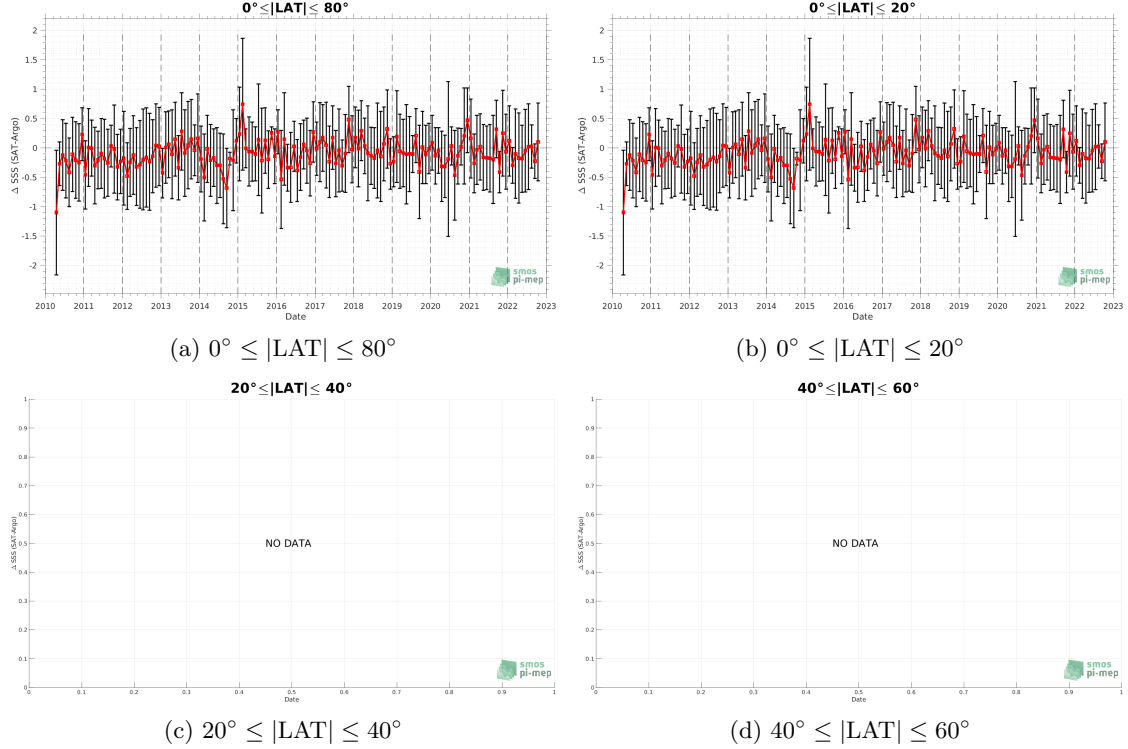 0°≤|LAT|≤ 80°
Δ SSS (SAT-Argo)
2
1.5
1
0.5
0
-0.5
-1
-1.5
-2
2010 2011 2012 2013 2014 2015 2016 2017 2018 2019 2020 2021 2022 2023
Date
smos
pi-mep
(a) 0° ≤ |LAT| ≤ 80°
0°≤|LAT|≤ 20°
Δ SSS (SAT-Argo)
2
1.5
1
0.5
0
-0.5
-1
-1.5
-2
2010 2011 2012 2013 2014 2015 2016 2017 2018 2019 2020 2021 2022 2023
Date
smos
pi-mep
(b) 0° ≤ |LAT| ≤ 20°
20°≤|LAT|≤ 40°
Δ SSS (SAT-Argo)
1
0.9
0.8
0.7
0.6
0.5
0.4
0.3
0.2
0.1
0
NO DATA
0 0.1 0.2 0.3 0.4 0.5 0.6 0.7 0.8 0.9 1
Date
smos
pi-mep
(c) 20° ≤ |LAT| ≤ 40°
40°≤|LAT|≤ 60°
Δ SSS (SAT-Argo)
1
0.9
0.8
0.7
0.6
0.5
0.4
0.3
0.2
0.1
0
NO DATA
0 0.1 0.2 0.3 0.4 0.5 0.6 0.7 0.8 0.9 1
Date
smos
pi-mep
(d) 40° ≤ |LAT| ≤ 60°